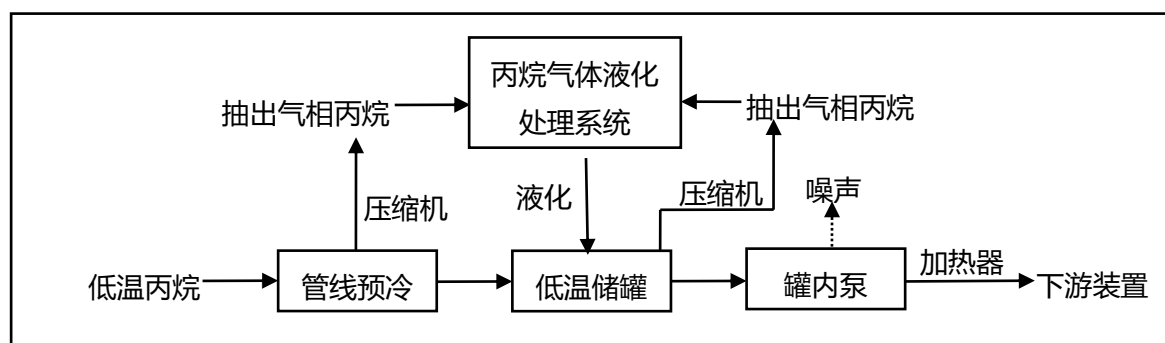 丙烷气体液化
处理系统
抽出气相丙烷
抽出气相丙烷
压缩机
液化
压缩机
噪声
低温丙烷
管线预冷
低温储罐
罐内泵
加热器
下游装置